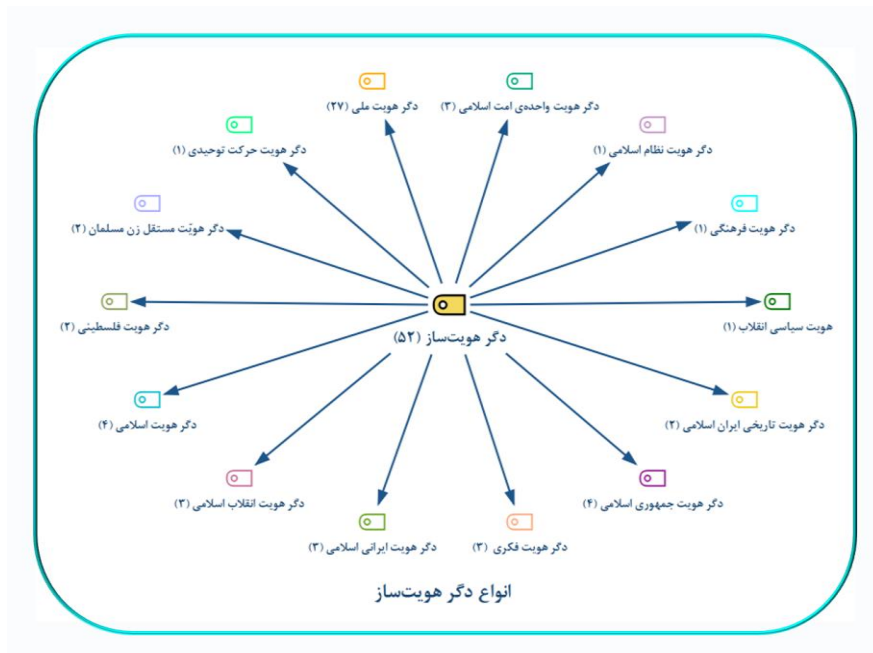 دگر هویت واحده‌ی امت اسلامی (۳)
دگر هویت ملی (۲۷)
دگر هویت نظام اسلامی (۱)
دگر هویت حرکت توحیدی (۱)
دگر هویت فرهنگی (۱)
دگر هویّت مستقل زن مسلمان (۲)
هویت سیاسی انقلاب (۱)
دگر هویت فلسطینی (۲)
دگر هویت‌ساز (۵۲)
دگر هویت تاریخی ایران اسلامی (۲)
دگر هویت اسلامی (۴)
دگر هویت جمهوری اسلامی (۴)
دگر هویت انقلاب اسلامی (۳)
دگر هویت فکری (۳)
دگر هویت ایرانی اسلامی (۳)
انواع دگر هویت‌ساز